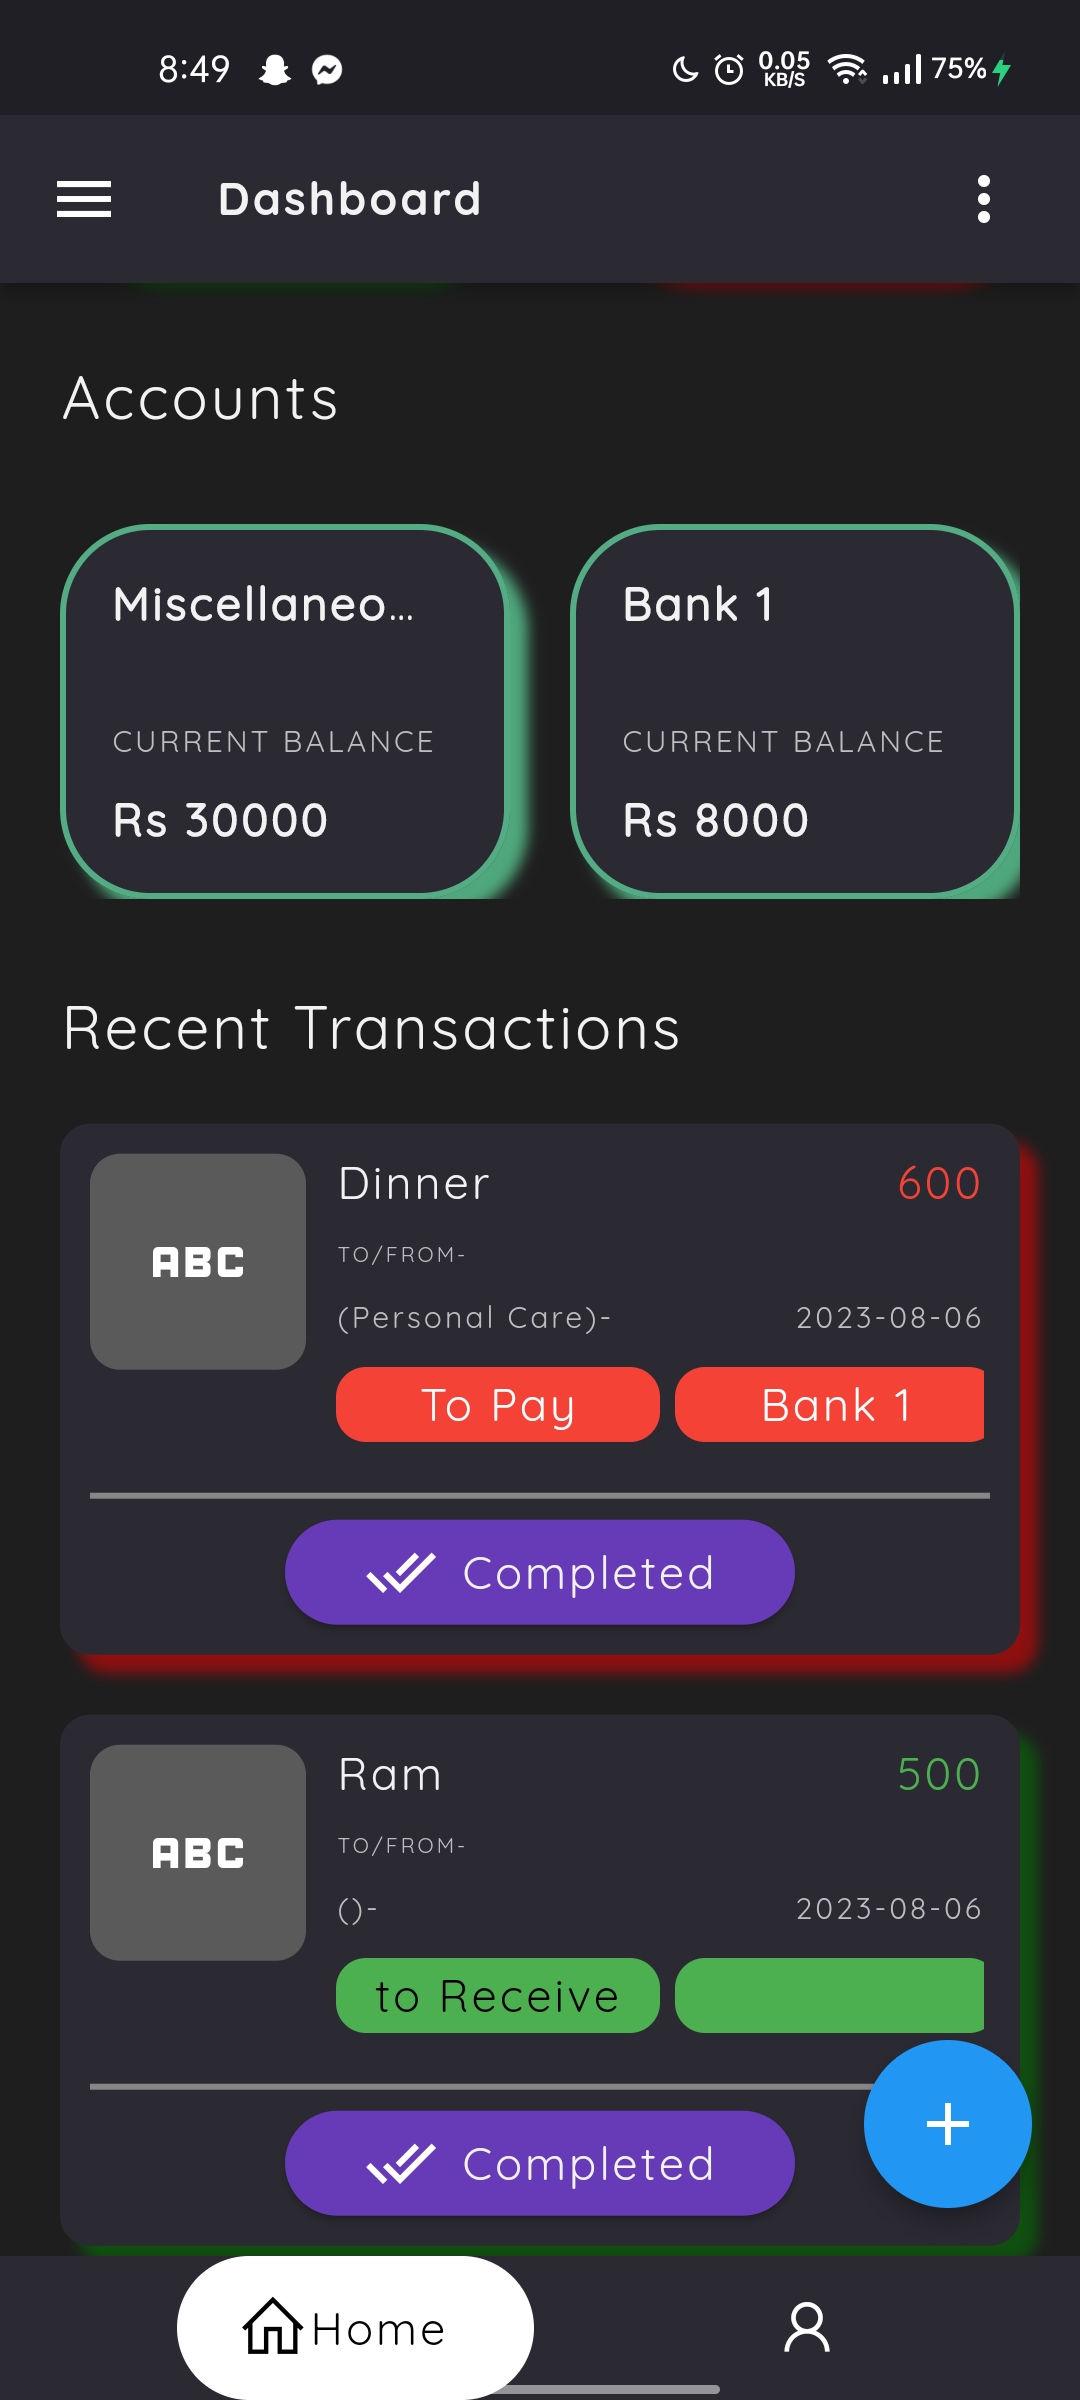 8:49
0.05
KB/S
75%
Dashboard
Accounts
Miscellaneo...
Bank 1
CURRENT BALANCE
CURRENT BALANCE
Rs 30000
Rs 8000
Recent Transactions
Dinner
600
ABC
TO/FROM-
(Personal Care)-
2023-08-06
To Pay
Bank 1
Completed
Ram
500
ABC
TO/FROM-
()-
2023-08-06
to Receive
Completed
+
Home